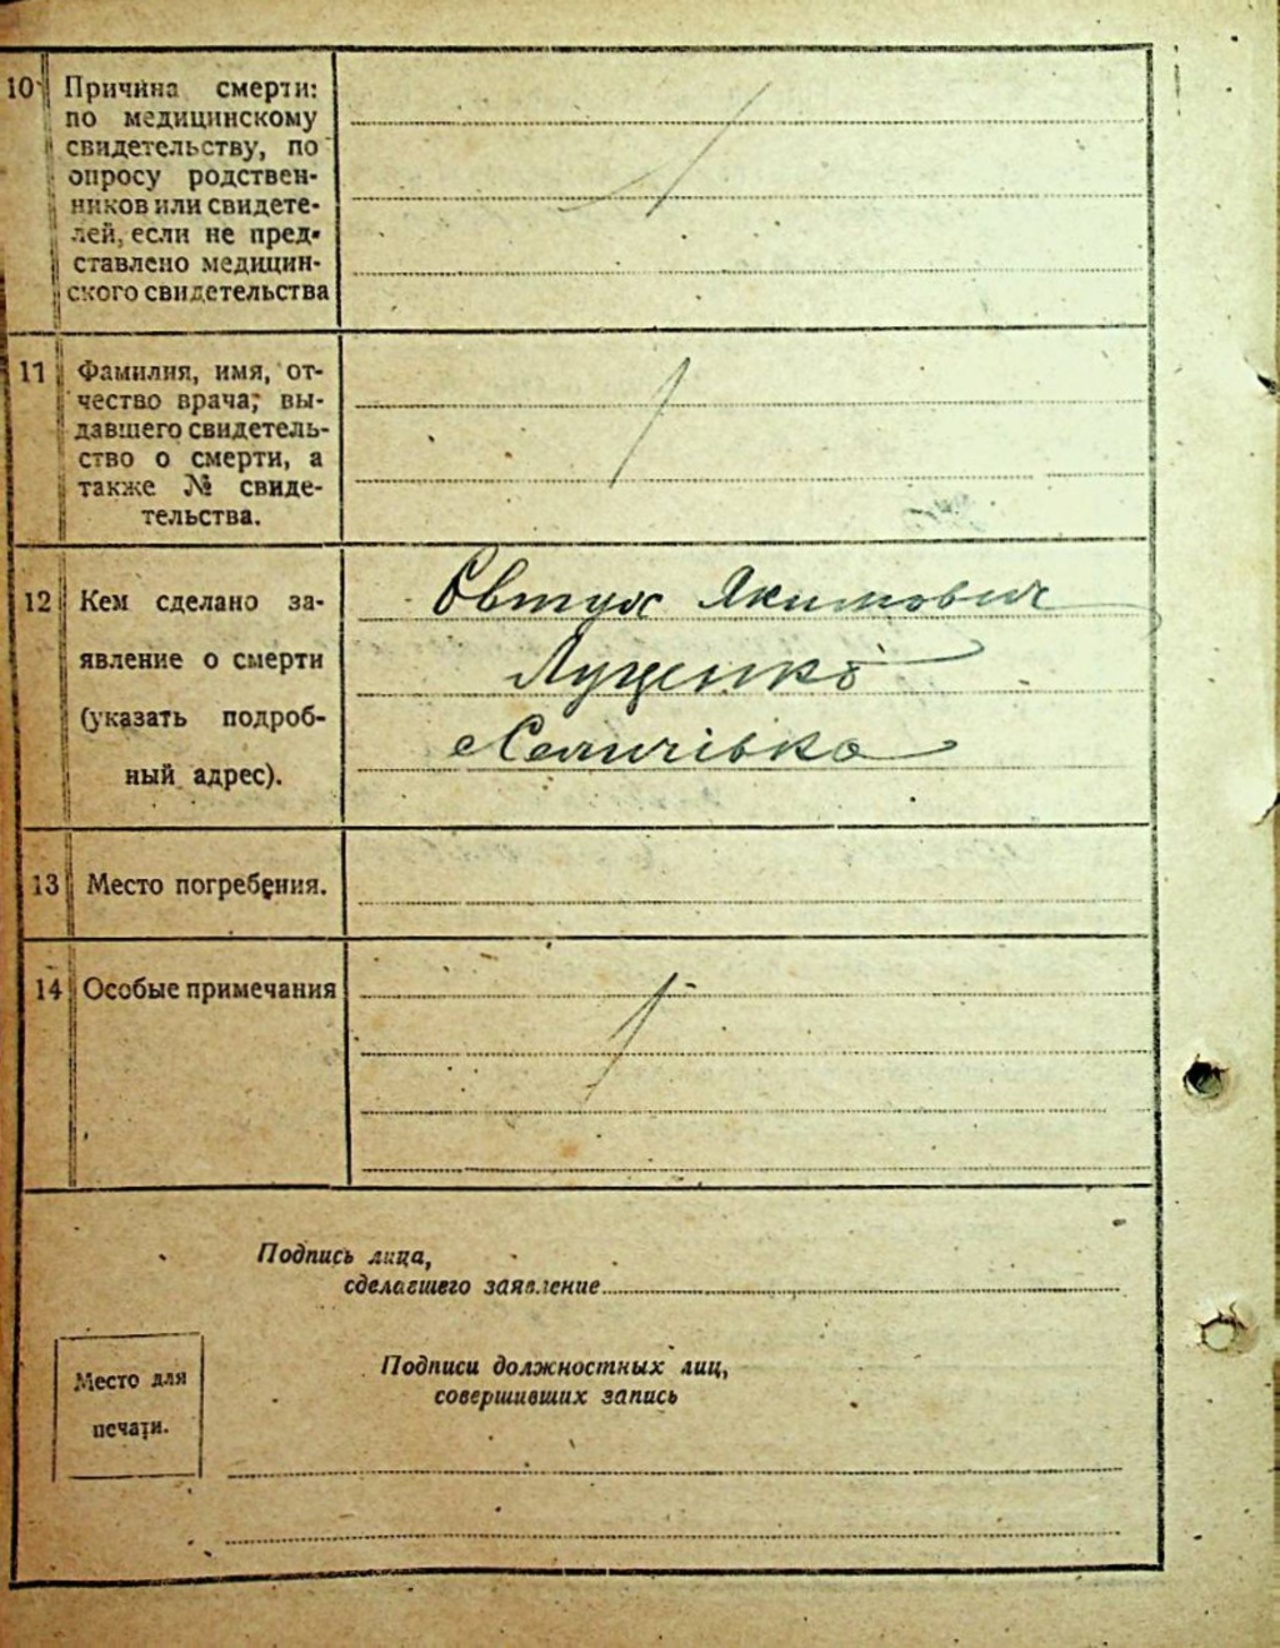 10 Причина смерти:
по медицинскому
свидетельству, по
опросу родствен-
ников или свидете-
лей, если не пред-
ставлено медицин-
ского свидетельства
11 Фамилия, имя, от-
чество врача, вы-
давшего свидетель-
ство о смерти, а
также № свиде-
тельства.
12 Кем сделано за- Євтух Якимович
явление о смерти Луценко
(указать подроб-
ный адрес).
13 Место погребения.
14 Особые примечания
Подпись лица,
сделавшего заявление
Место для
печати.
Подписи должностных лиц,
совершивших запись